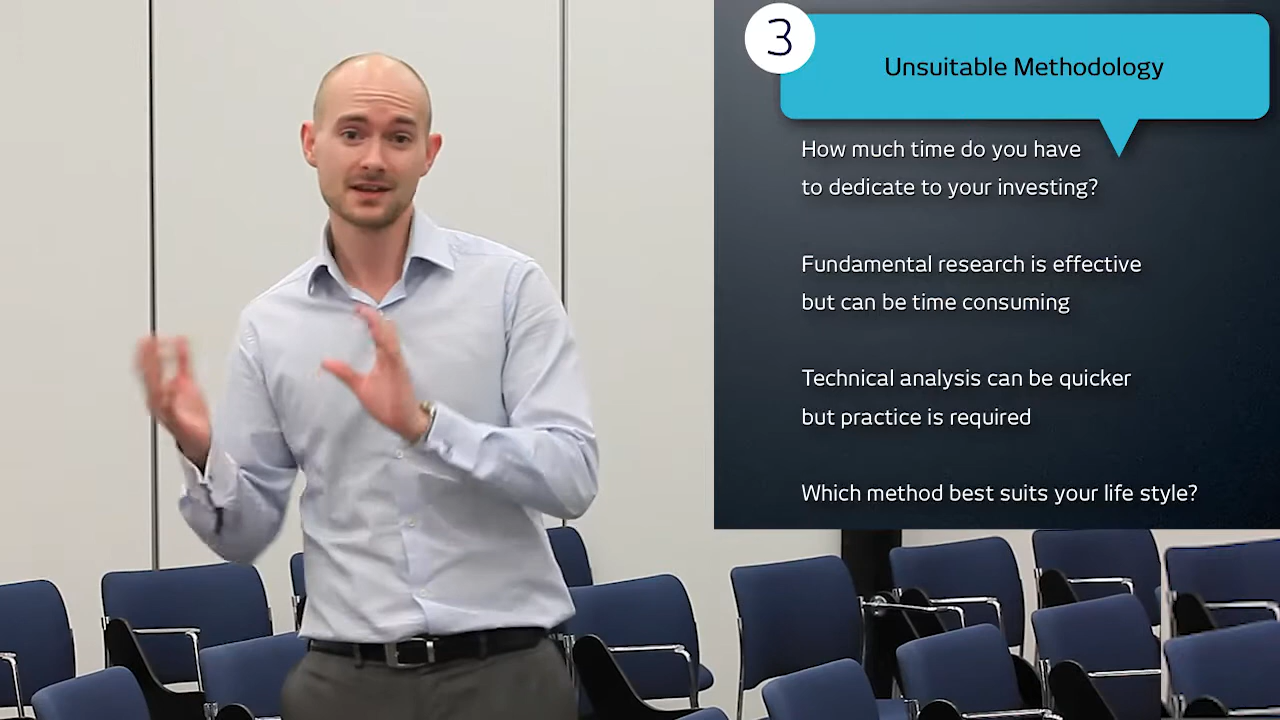 3
Unsuitable Methodology
How much time do you have
to dedicate to your investing?
Fundamental research is effective
but can be time consuming
Technical analysis can be quicker
but practice is required
Which method best suits your life style?